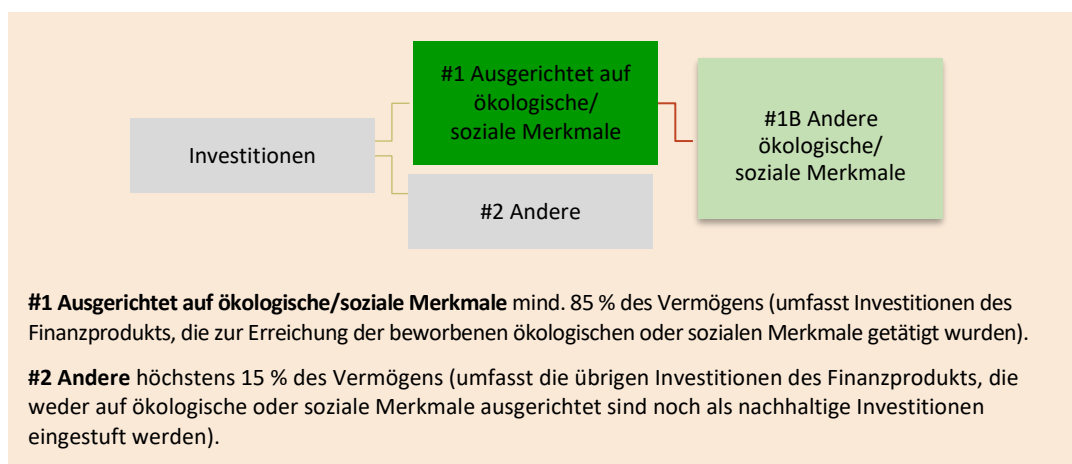 #1 Ausgerichtet auf
ökologische/
soziale Merkmale
#1B Andere
ökologische/
soziale Merkmale
Investitionen
#2 Andere
#1 Ausgerichtet auf ökologische/soziale Merkmale mind. 85 % des Vermögens (umfasst Investitionen des
Finanzprodukts, die zur Erreichung der beworbenen ökologischen oder sozialen Merkmale getätigt wurden).
#2 Andere höchstens 15 % des Vermögens (umfasst die übrigen Investitionen des Finanzprodukts, die
weder auf ökologische oder soziale Merkmale ausgerichtet sind noch als nachhaltige Investitionen
eingestuft werden).